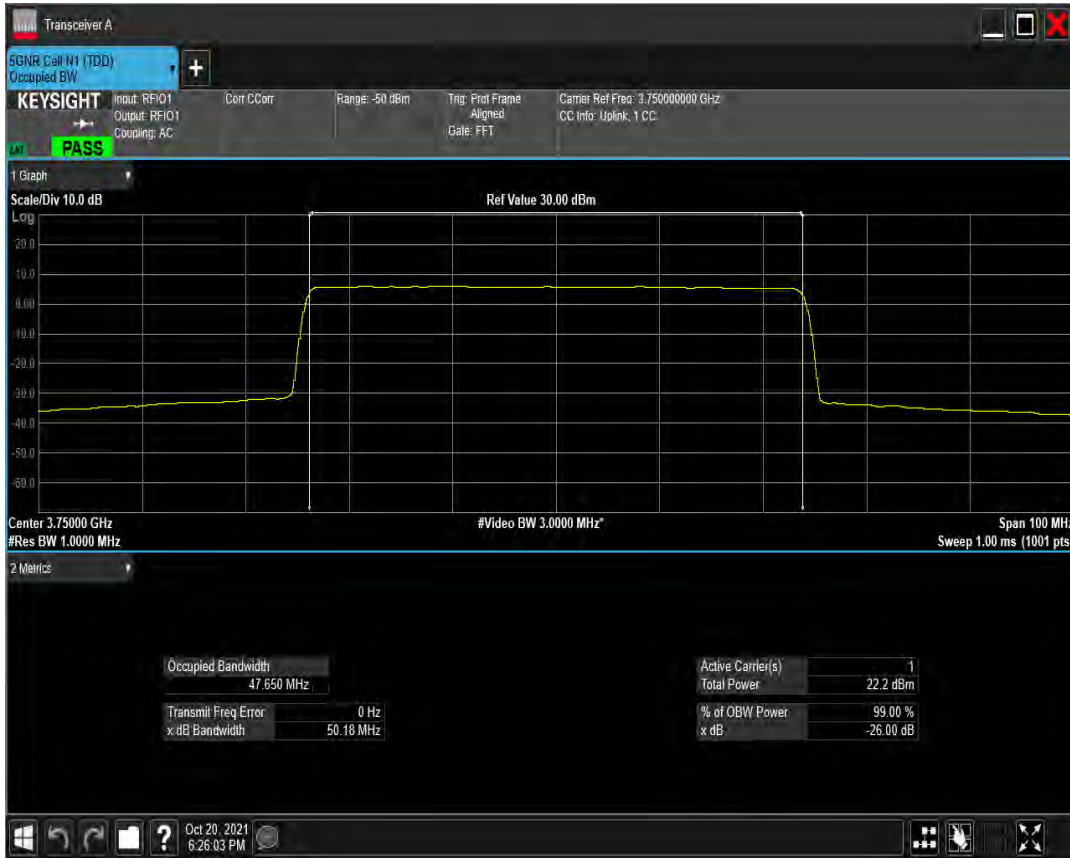 Transceiver A
5GNR Cell N1 (TDD)
Occupied BW
+
KEYSIGHT
PASS
Input: RFIO1
Output: RFIO1
Coupling: AC
Corr CCorr
Range: -50 dBm
Trig: Prot Frame
Aligned
Gate: FFT
Carrier Ref Freq: 3.750000000 GHz
CC Info: Uplink, 1 CC
1 Graph
Scale/Div 10.0 dB
Ref Value 30.00 dBm
Log
20.0
10.0
0.00
-10.0
-20.0
-30.0
-40.0
-50.0
-60.0
Center 3.75000 GHz
#Res BW 1.0000 MHz
#Video BW 3.0000 MHz*
Span 100 MHz
Sweep 1.00 ms (1001 pts
2 Metrics
Occupied Bandwidth
47.650 MHz
Transmit Freq Error 0 Hz
x dB Bandwidth 50.18 MHz
Active Carrier(s) 1
Total Power 22.2 dBm
% of OBW Power 99.00 %
x dB -26.00 dB
?
Oct 20, 2021
6:26:03 PM